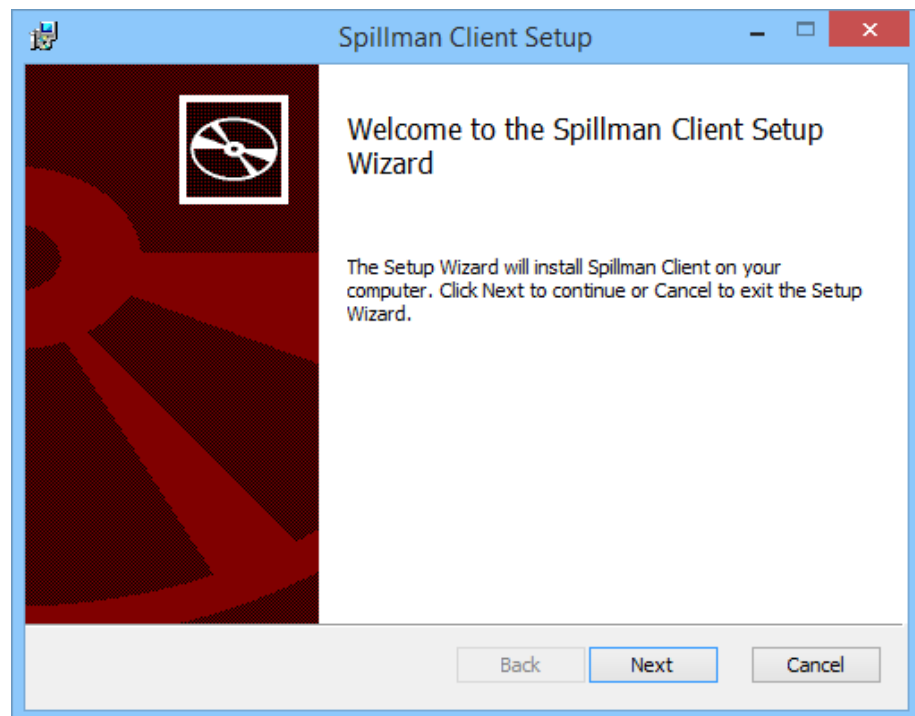 Spillman Client Setup
Welcome to the Spillman Client Setup
Wizard
The Setup Wizard will install Spillman Client on your
computer. Click Next to continue or Cancel to exit the Setup
Wizard.
Back Next Cancel